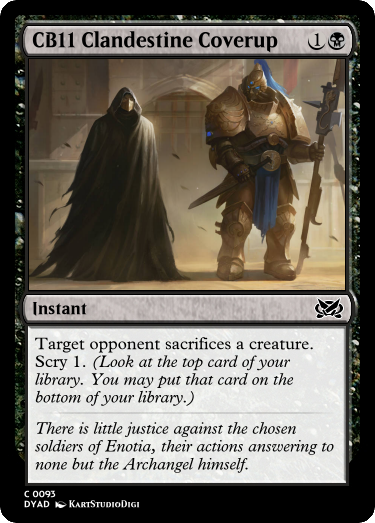 CB11 Clandestine Coverup 1
Instant
Target opponent sacrifices a creature.
Scry 1. (Look at the top card of your
library. You may put that card on the
bottom of your library.)
There is little justice against the chosen
soldiers of Enotia, their actions answering to
none but the Archangel himself.
C 0093
DYAD KartStudioDigi